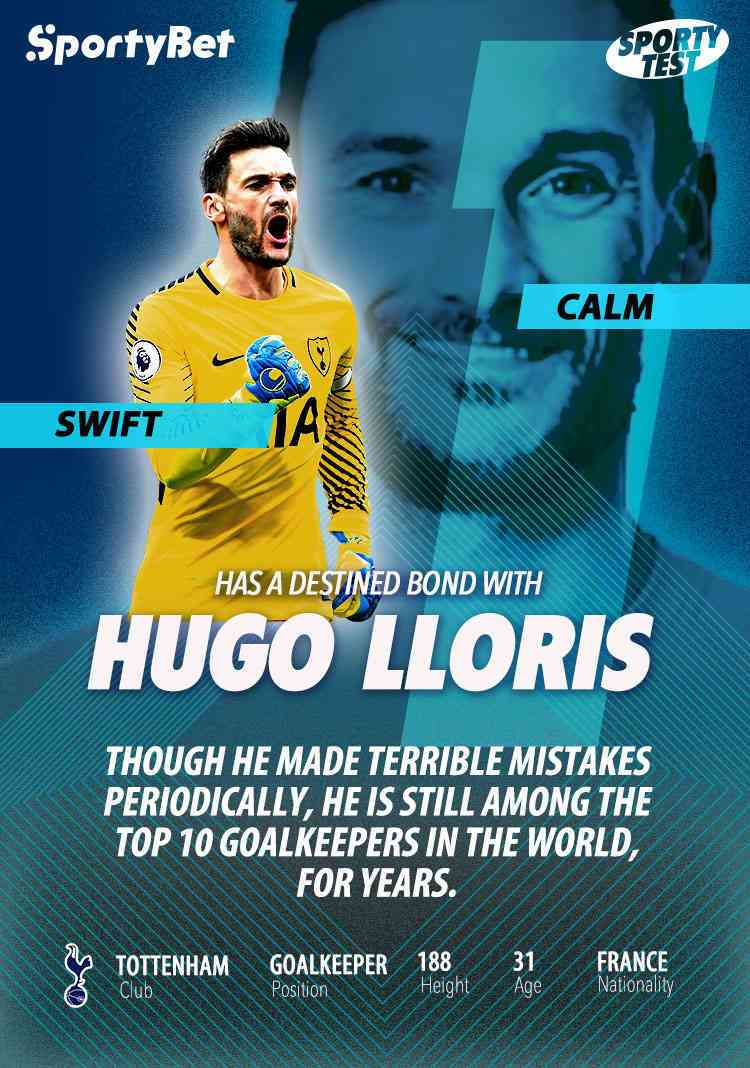 SportyBet
SPORTY
TEST
CALM
SWIFT
IA
HAS A DESTINED BOND WITH
HUGO LLORIS
THOUGH HE MADE TERRIBLE MISTAKES
PERIODICALLY, HE IS STILL AMONG THE
TOP 10 GOALKEEPERS IN THE WORLD,
FOR YEARS.
TOTTENHAM GOALKEEPER 188 31 FRANCE
Club Position Height Age Nationality